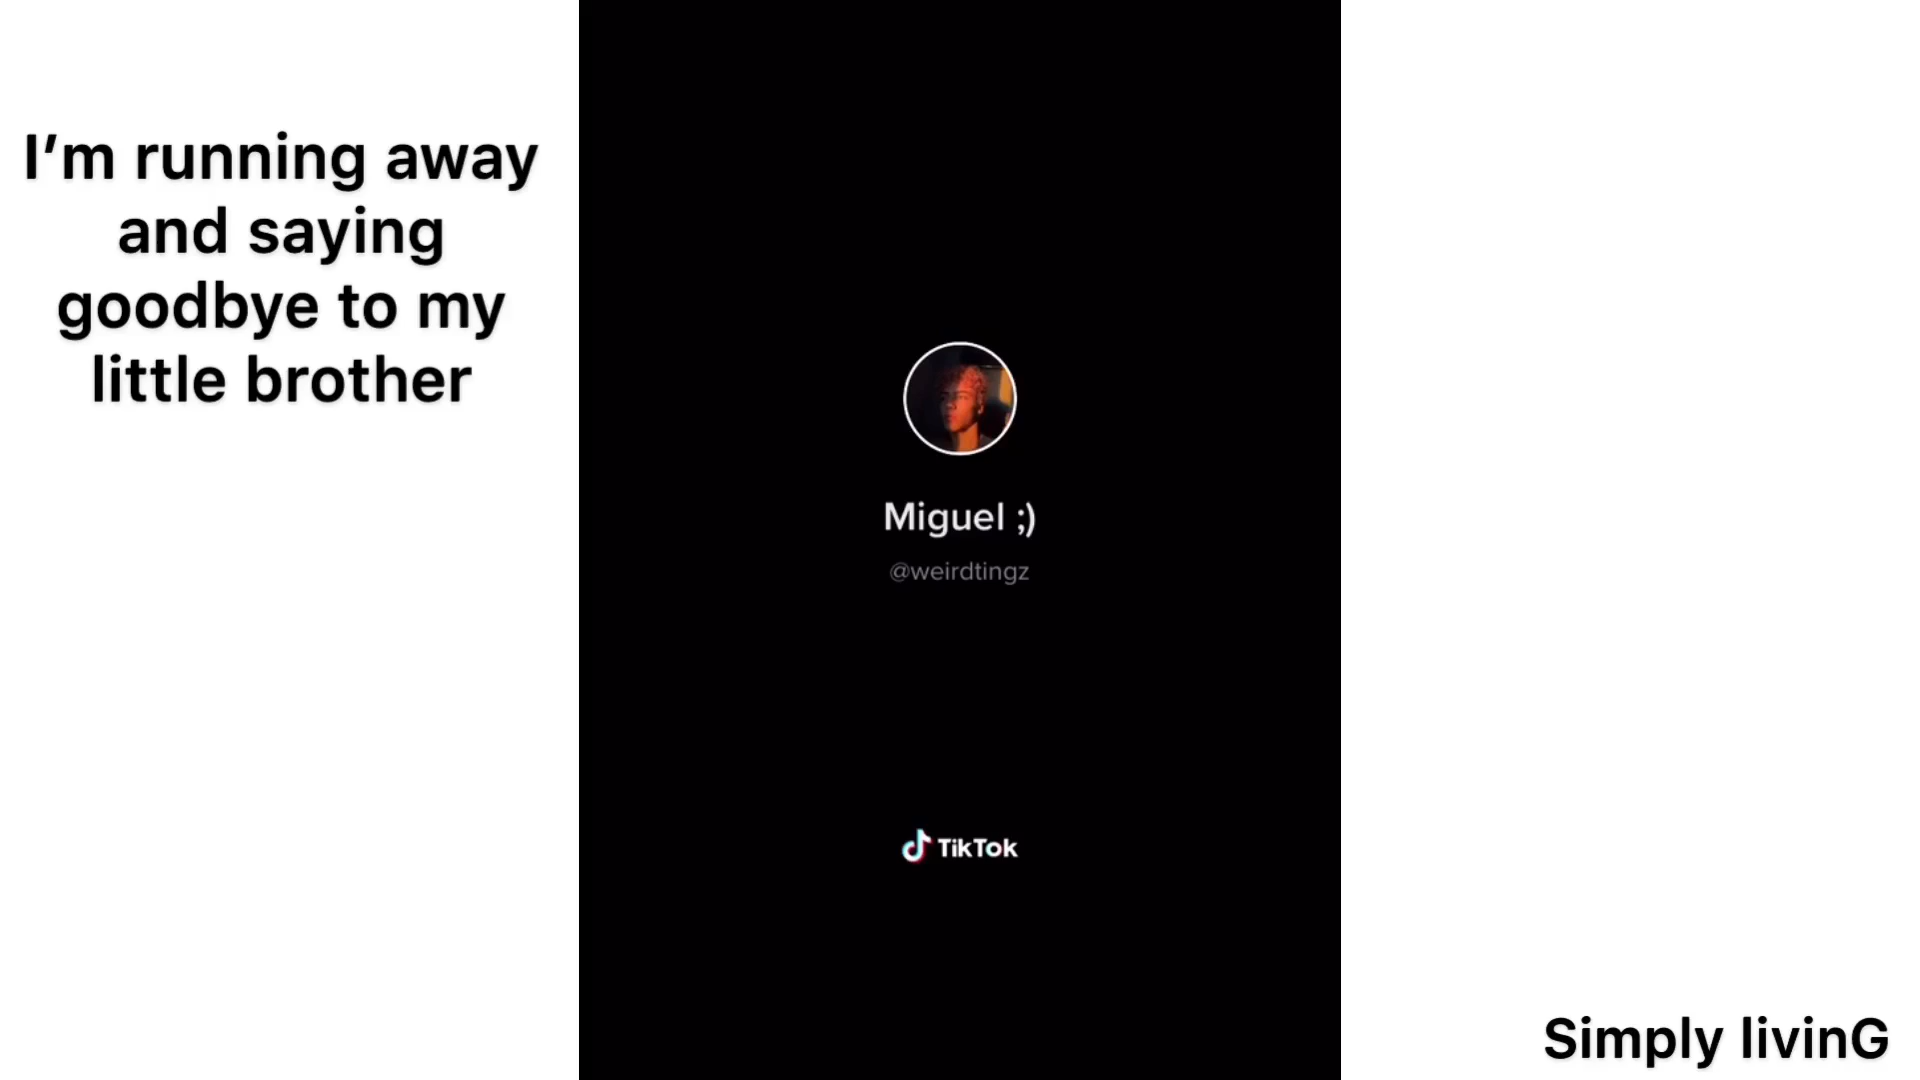 I’m running away
and saying
goodbye to my
little brother
Miguel ;)
@weirdtingz
TikTok
Simply livinG